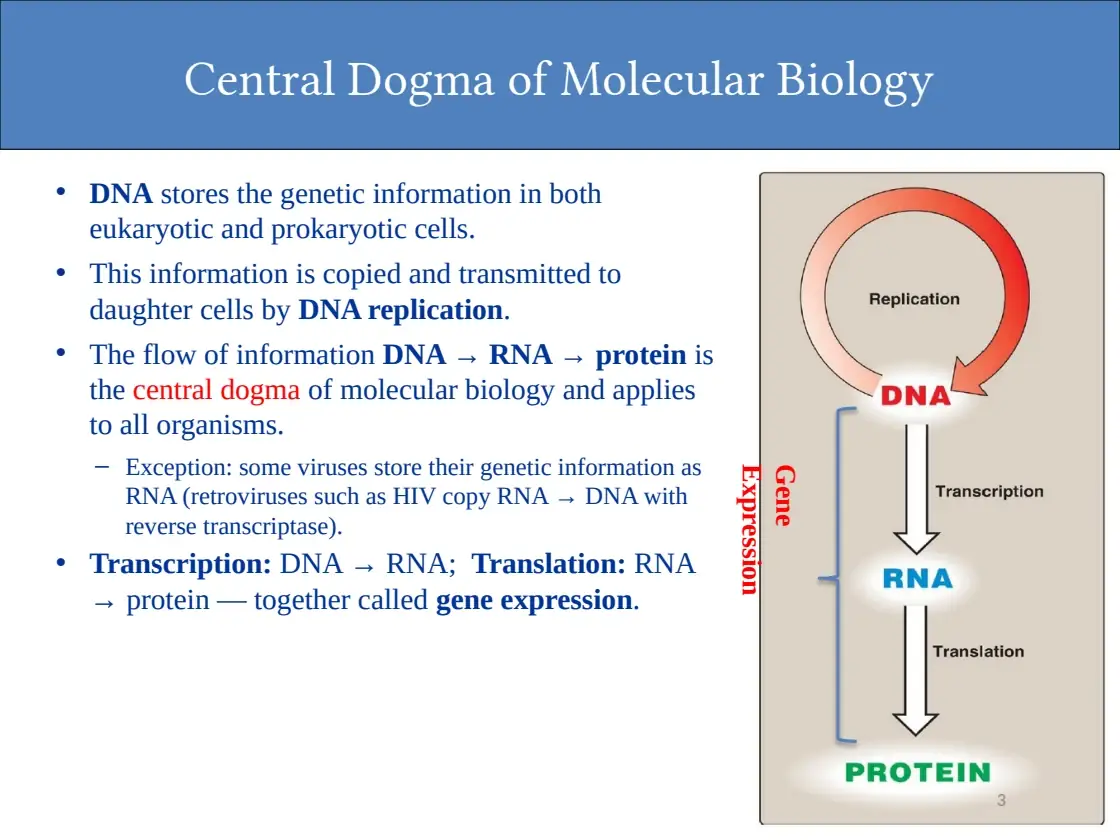 Central Dogma of Molecular Biology
• DNA stores the genetic information in both
eukaryotic and prokaryotic cells.
• This information is copied and transmitted to
daughter cells by DNA replication.
• The flow of information DNA → RNA → protein is
the central dogma of molecular biology and applies
to all organisms.
– Exception: some viruses store their genetic information as
RNA (retroviruses such as HIV copy RNA → DNA with
reverse transcriptase).
• Transcription: DNA → RNA;  Translation: RNA
→ protein — together called gene expression.
Replication
DNA
Gene
Expression
Transcription
RNA
Translation
PROTEIN
3